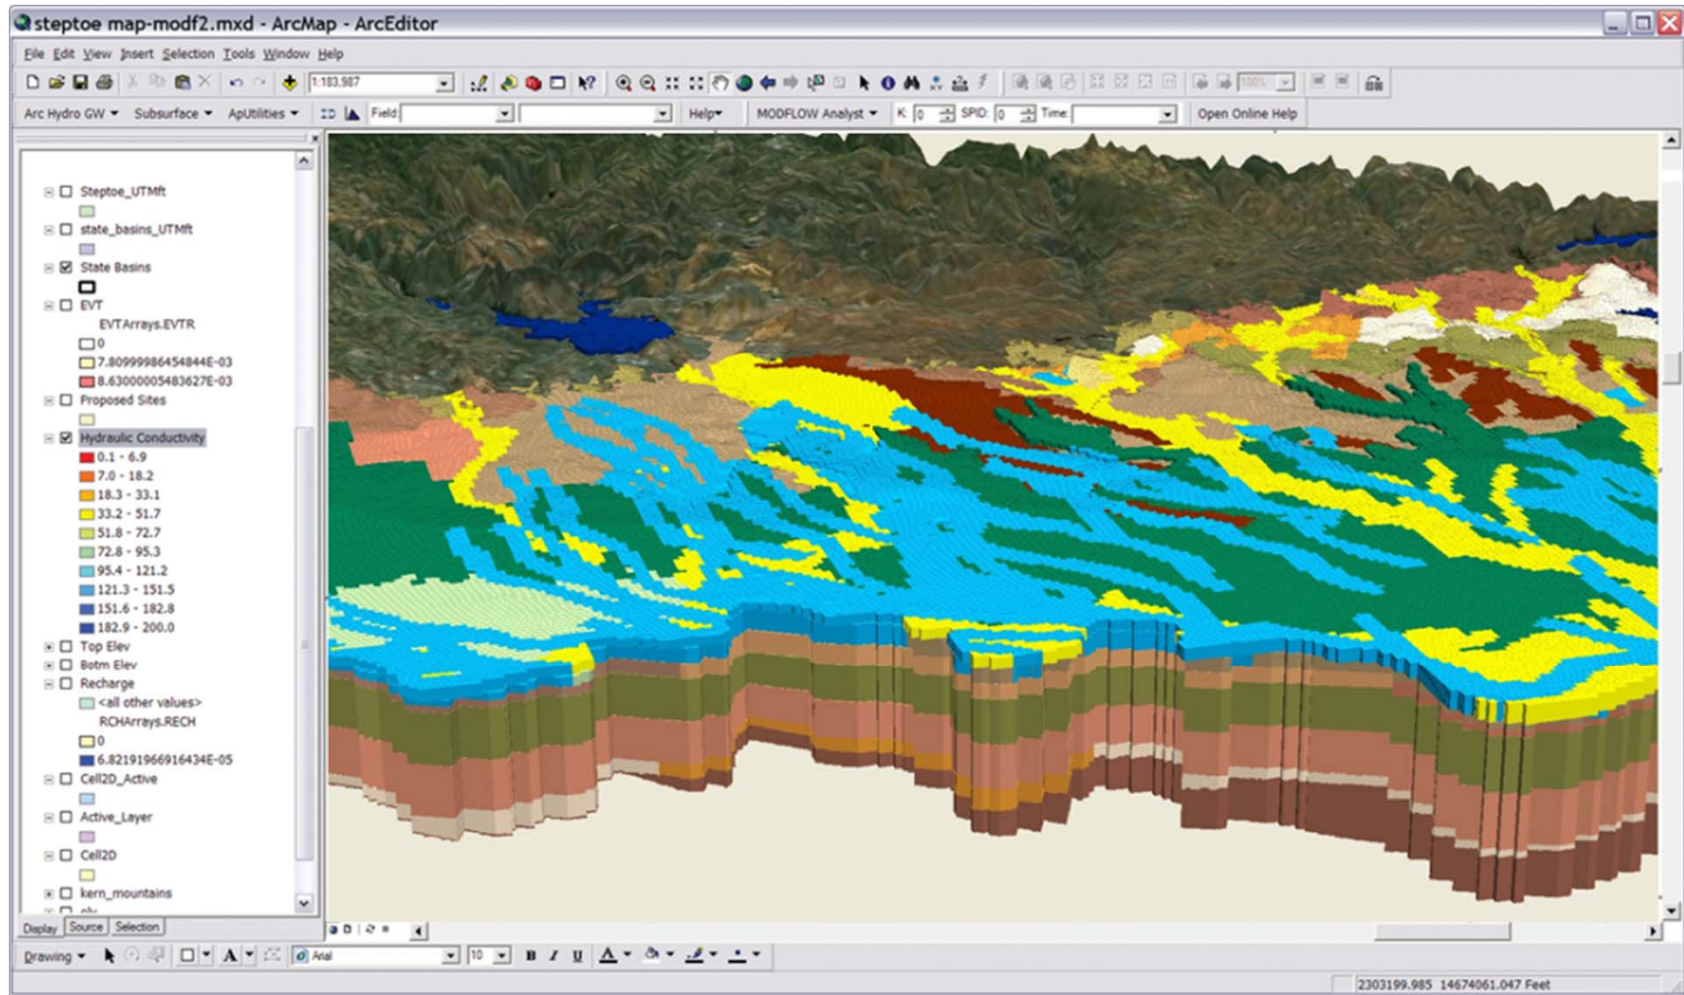 steptoe map-modf2.mxd - ArcMap - ArcEditor
File Edit View Insert Selection Tools Window Help
1:183,987
100%
Arc Hydro GW Subsurface ApUtilities Field: Help MODFLOW Analyst K: 0 SPID: 0 Time: Open Online Help
Steptoe_UTMft
state_basins_UTMft
State Basins
EVT
EVTArrays.EVTR
0
7.80999986454844E-03
8.63000005483627E-03
Proposed Sites
Hydraulic Conductivity
0.1 - 6.9
7.0 - 18.2
18.3 - 33.1
33.2 - 51.7
51.8 - 72.7
72.8 - 95.3
95.4 - 121.2
121.3 - 151.5
151.6 - 182.8
182.9 - 200.0
Top Elev
Botm Elev
Recharge
<all other values>
RCHArrays.RECH
0
6.82191966916434E-05
Cell2D_Active
Active_Layer
Cell2D
kern_mountains
Display Source Selection
Drawing A Arial 10 B I U A
2303199.985 14674061.047 Feet